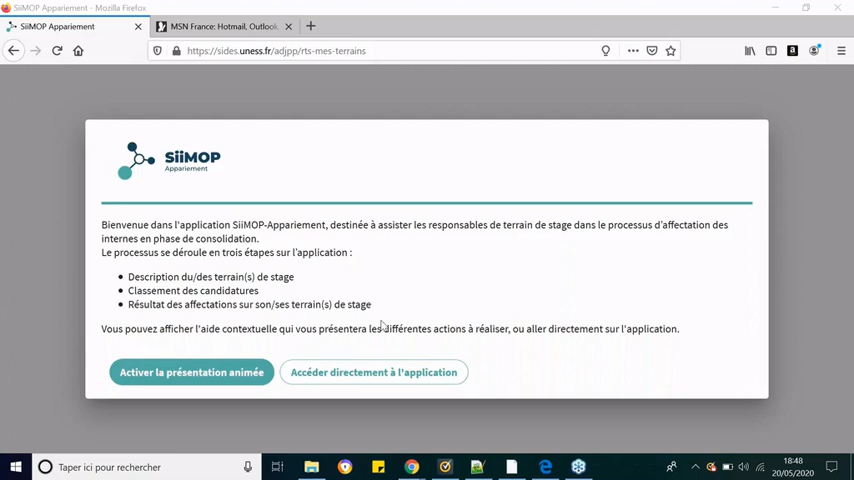 SiiMOP Appariement - Mozilla Firefox
SiiMOP Appariement
MSN France: Hotmail, Outlook
https://sides.uness.fr/adjpp/rts-mes-terrains
SiiMOP
Appariement
Bienvenue dans l'application SiiMOP-Appariement, destinée à assister les responsables de terrain de stage dans le processus d'affectation des
internes en phase de consolidation.
Le processus se déroule en trois étapes sur l'application :
• Description du/des terrain(s) de stage
• Classement des candidatures
• Résultat des affectations sur son/ses terrain(s) de stage
Vous pouvez afficher l'aide contextuelle qui vous présentera les différentes actions à réaliser, ou aller directement sur l'application.
Activer la présentation animée
Accéder directement à l'application
Taper ici pour rechercher
18:48
20/05/2020